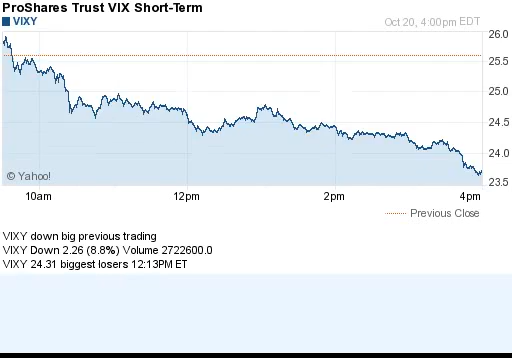 ProShares Trust VIX Short-Term
VIXY
Oct 20, 4:00pm EDT
26.0
25.5
25.0
24.5
24.0
23.5
© Yahoo!
10am 12pm 2pm 4pm
Previous Close
VIXY down big previous trading
VIXY Down 2.26 (8.8%) Volume 2722600.0
VIXY 24.31 biggest losers 12:13PM ET